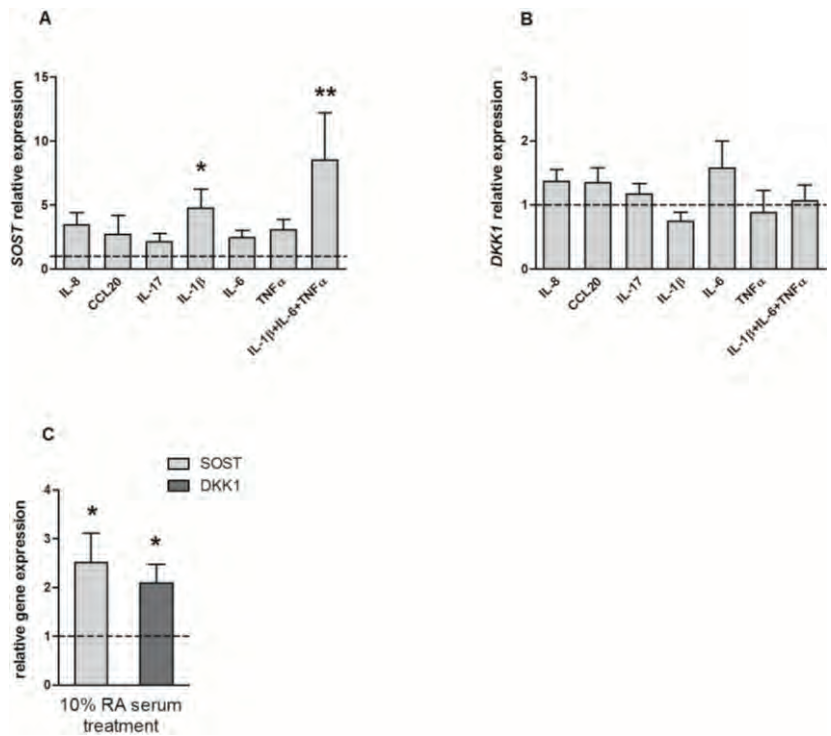 A
SOST relative expression
15
10
5
0
*
**
IL-8
CCL20
IL-17
IL-1β
IL-6
TNFα
IL-1β+IL-6+TNFα
B
DKK1 relative expression
3
2
1
0
IL-8
CCL20
IL-17
IL-1β
IL-6
TNFα
IL-1β+IL-6+TNFα
C
SOST
DKK1
relative gene expression
4
3
2
1
0
*
*
10% RA serum
treatment